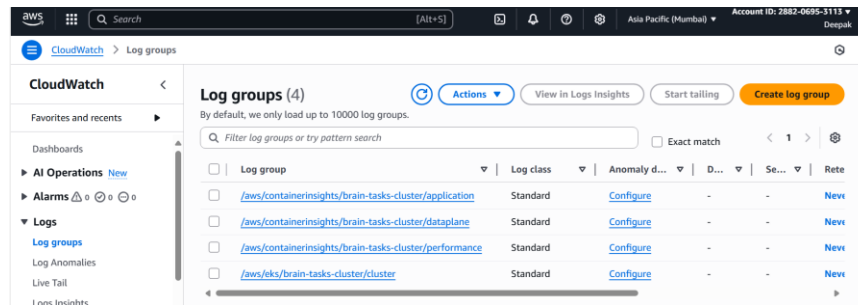 aws Search [Alt+S] Asia Pacific (Mumbai) ▼ Account ID: 2882-0695-3113 ▼
Deepak
CloudWatch > Log groups
CloudWatch
Favorites and recents
Dashboards
AI Operations New
Alarms 0 0 0
Logs
Log groups
Log Anomalies
Live Tail
Logs Insights
Log groups (4)
Actions ▼ View in Logs Insights Start tailing Create log group
By default, we only load up to 10000 log groups.
Filter log groups or try pattern search Exact match 1
Log group Log class Anomaly d... D... Se... Rete
/aws/containerinsights/brain-tasks-cluster/application Standard Configure - - Neve
/aws/containerinsights/brain-tasks-cluster/dataplane Standard Configure - - Neve
/aws/containerinsights/brain-tasks-cluster/performance Standard Configure - - Neve
/aws/eks/brain-tasks-cluster/cluster Standard Configure - - Neve